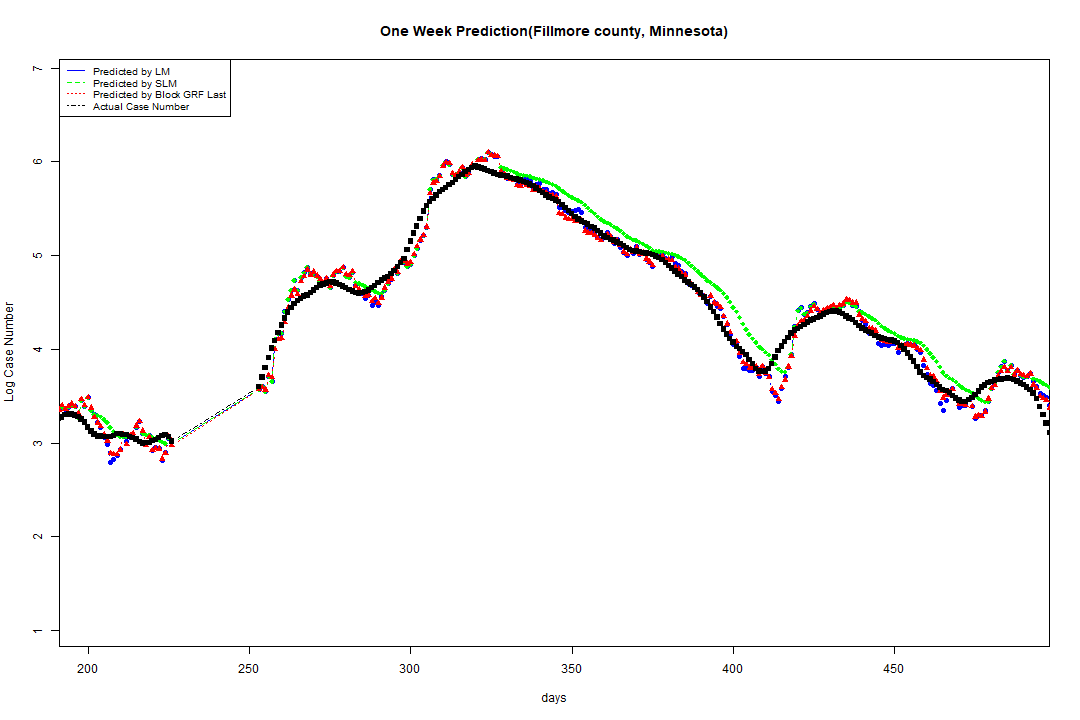 One Week Prediction(Fillmore county, Minnesota)
Predicted by LM
Predicted by SLM
Predicted by Block GRF Last
Actual Case Number
7
6
5
4
3
2
1
Log Case Number
200 250 300 350 400 450
days